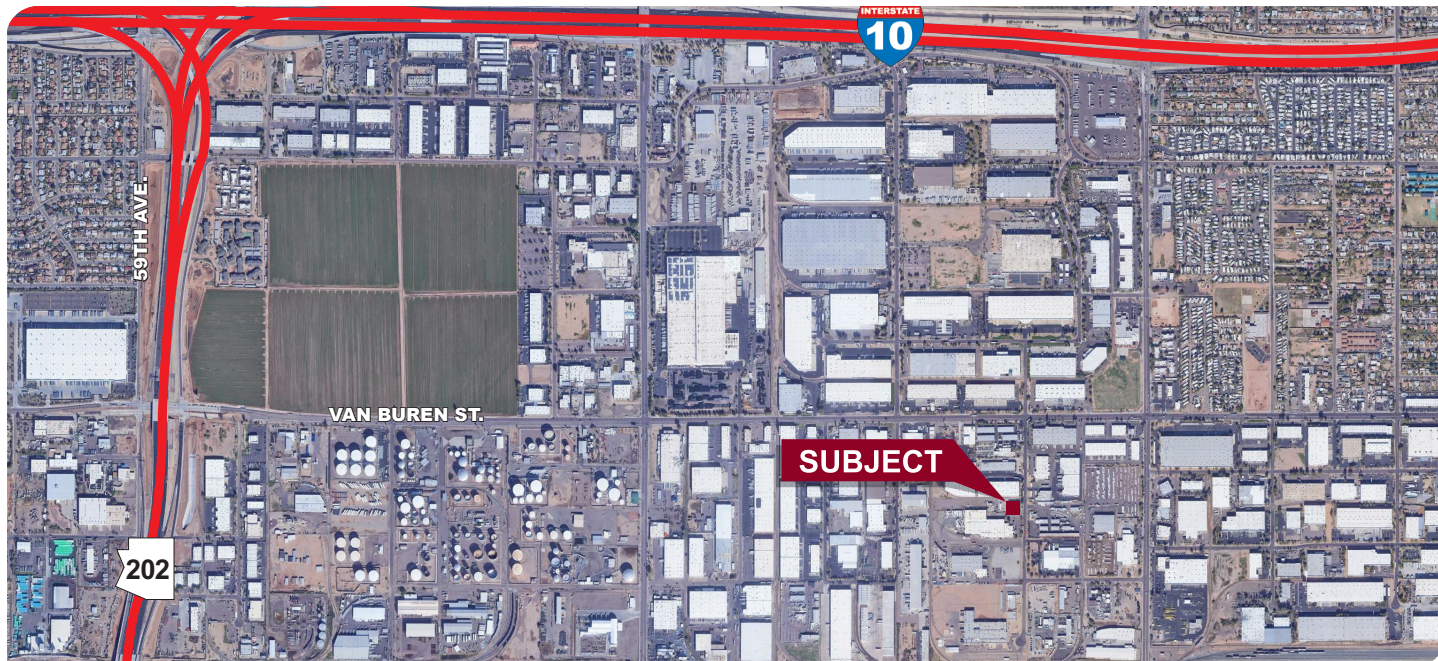 INTERSTATE
10
59TH AVE.
VAN BUREN ST.
SUBJECT
202